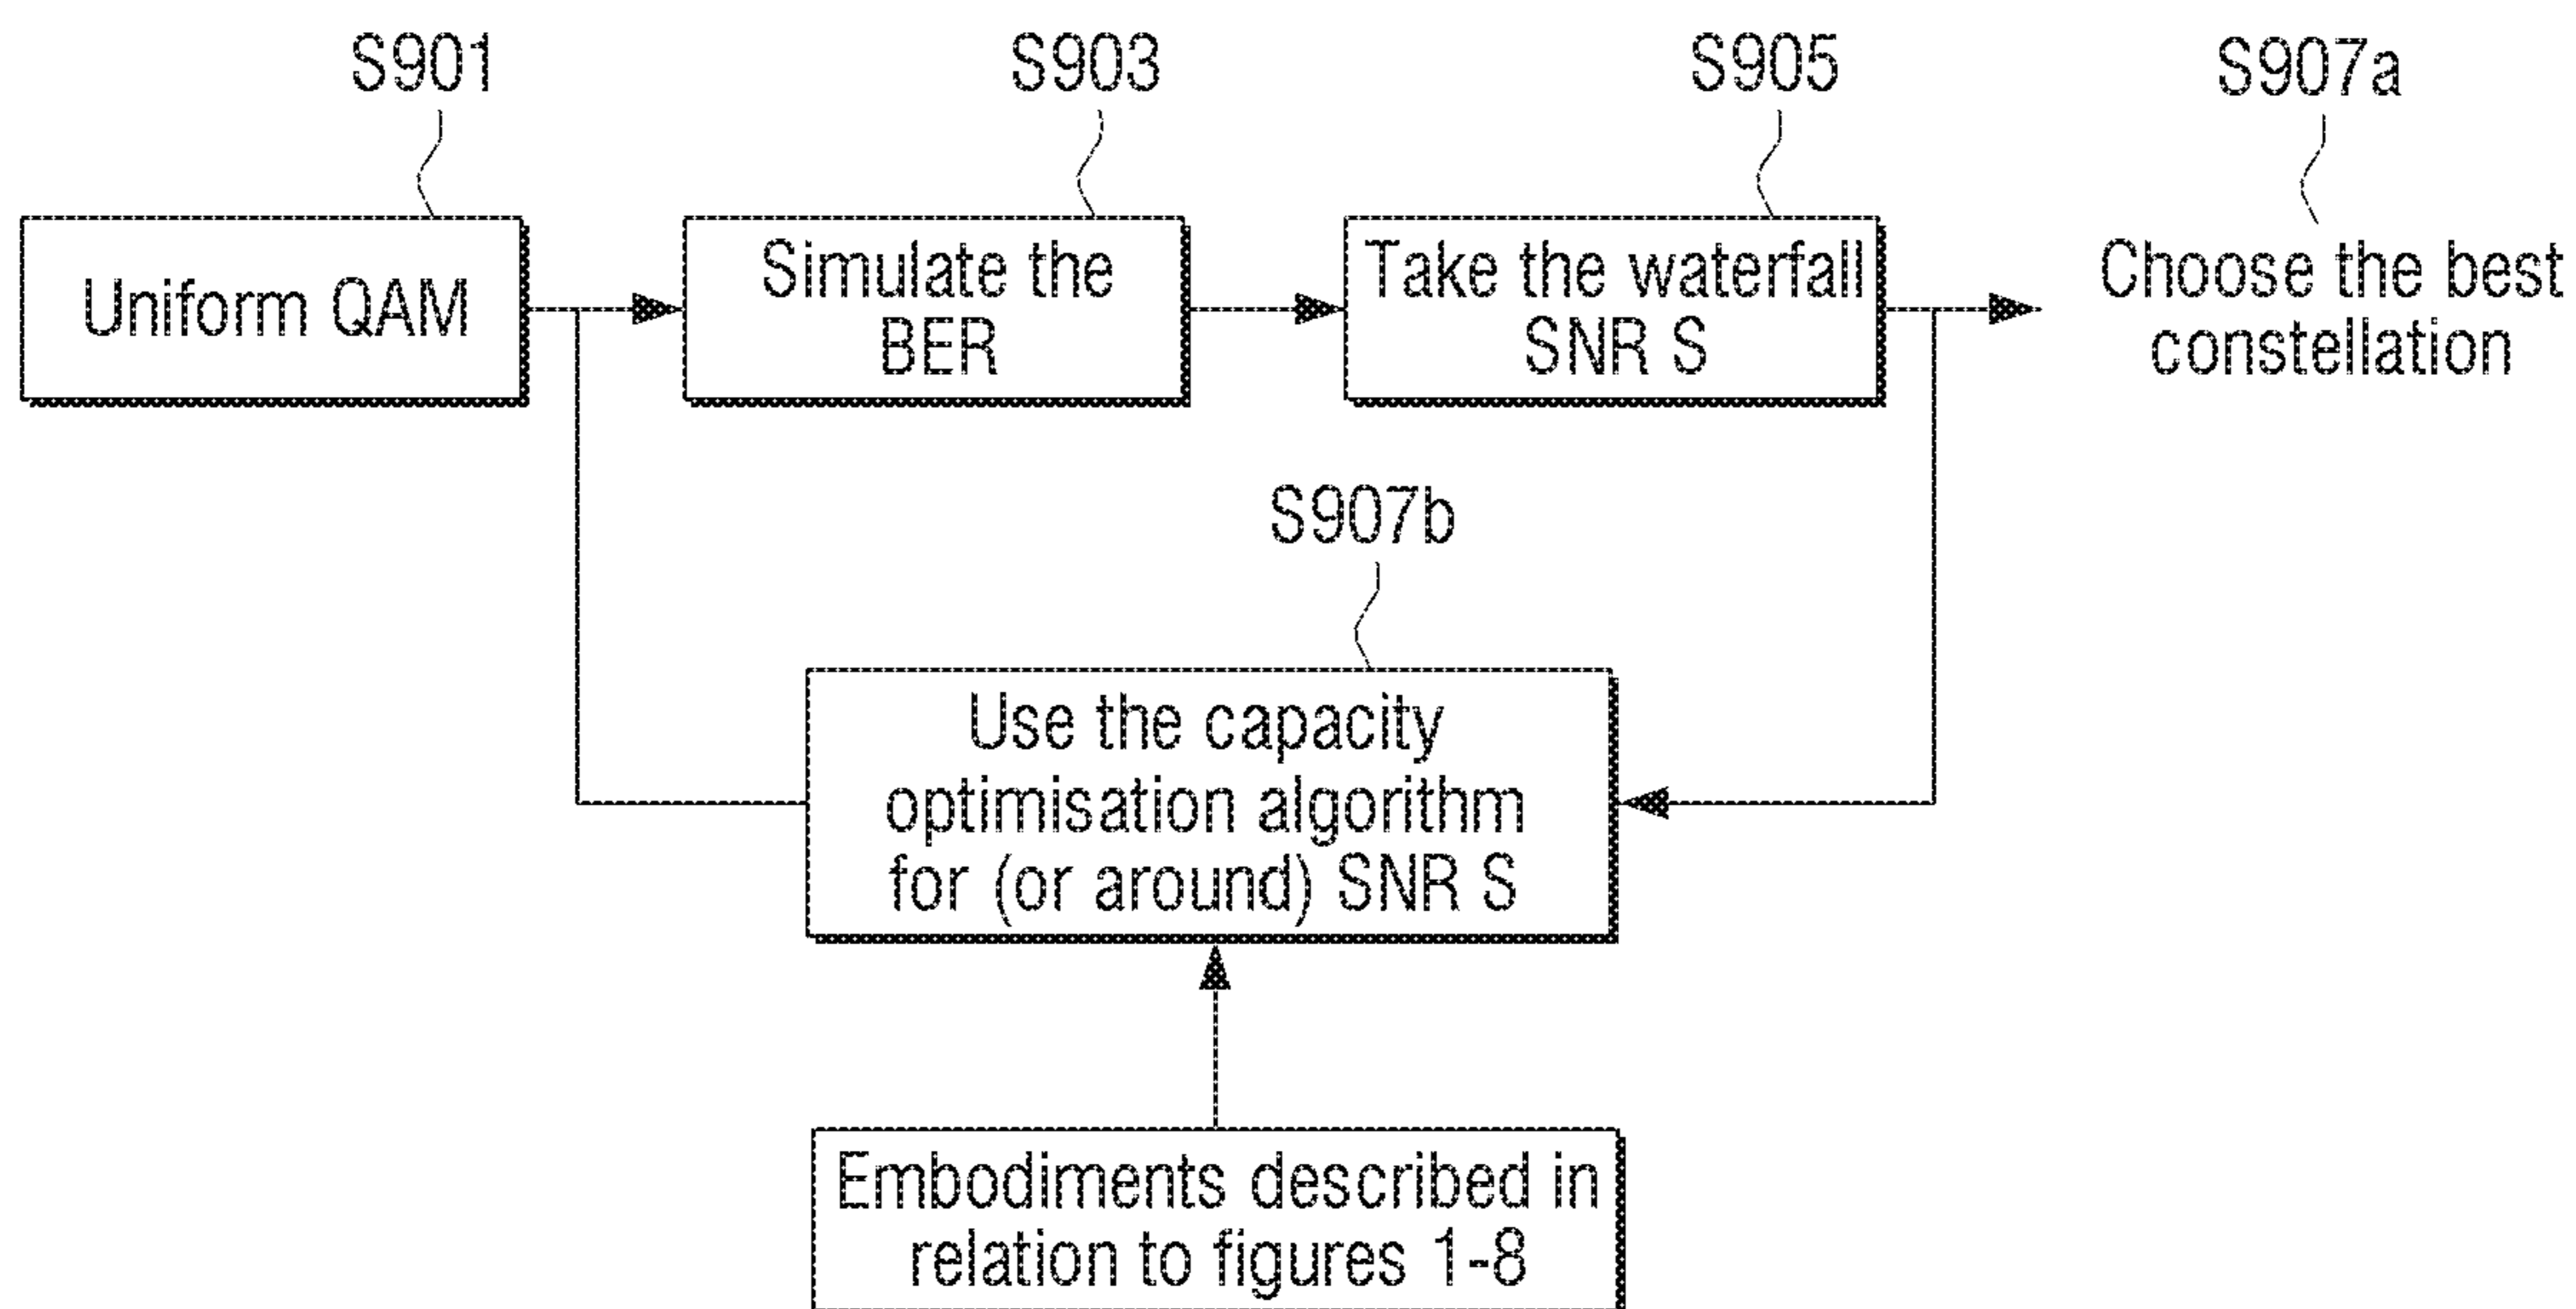 S901
S903
S905
S907a
Uniform QAM
Simulate the
BER
Take the waterfall
SNR S
Choose the best
constellation
S907b
Use the capacity
optimisation algorithm
for (or around) SNR S
Embodiments described in
relation to figures 1-8